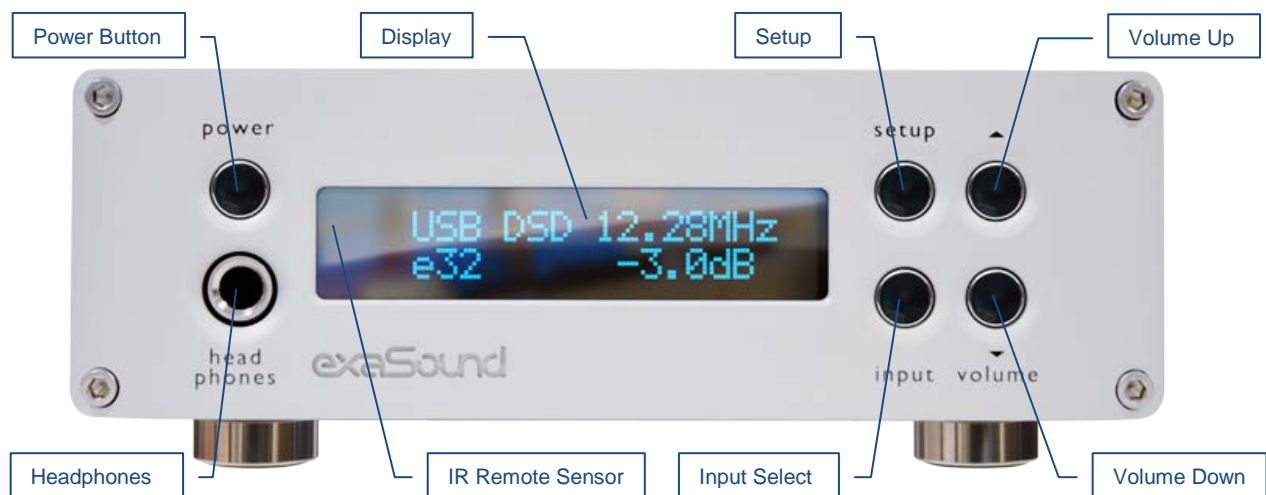 Power Button
Display
Setup
Volume Up
power
setup
USB DSD 12.28MHz
e32 -3.0dB
head
phones
exaSound
input volume
Headphones
IR Remote Sensor
Input Select
Volume Down